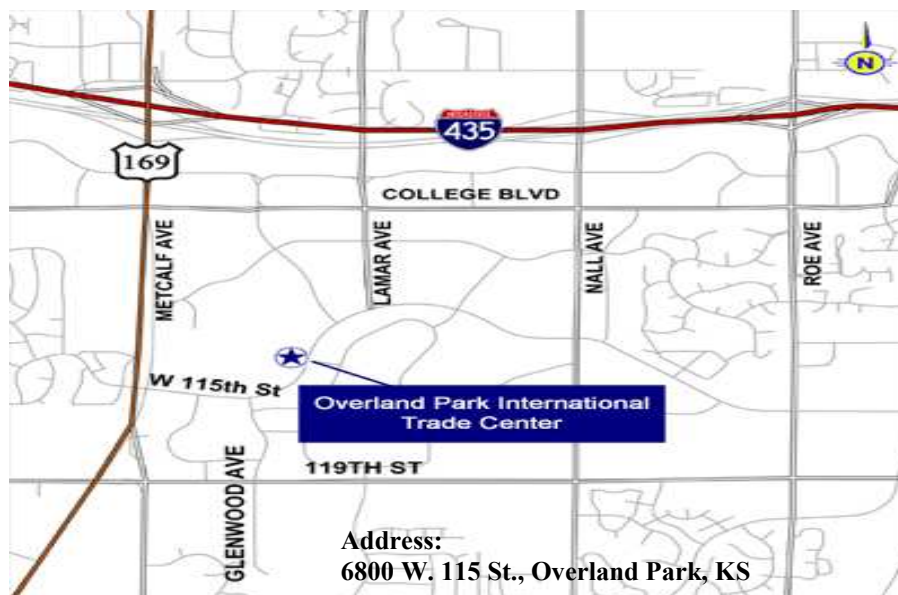 N
INTERSTATE
435
169
COLLEGE BLVD
METCALF AVE
LAMAR AVE
NALL AVE
ROE AVE
W 115th St
Overland Park International
Trade Center
119TH ST
GLENWOOD AVE
Address:
6800 W. 115 St., Overland Park, KS